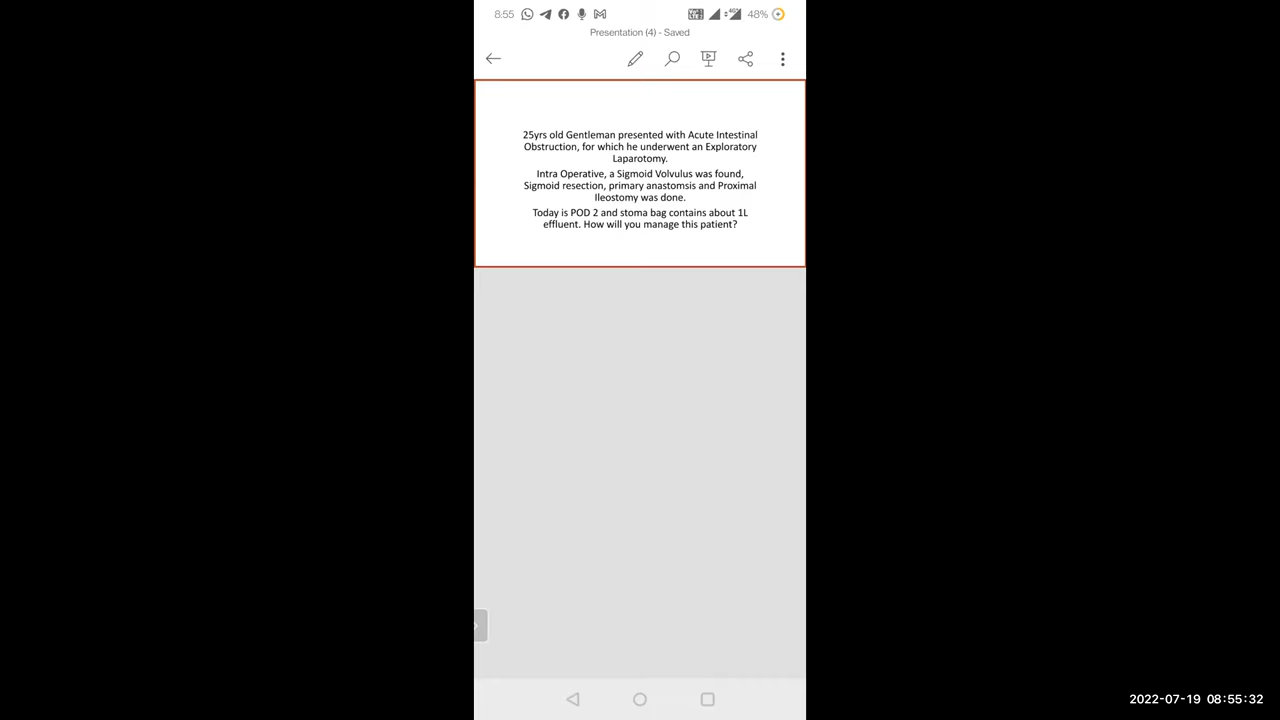 8:55
48%
Presentation (4) - Saved
25yrs old Gentleman presented with Acute Intestinal
Obstruction, for which he underwent an Exploratory
Laparotomy.
Intra Operative, a Sigmoid Volvulus was found,
Sigmoid resection, primary anastomsis and Proximal
Ileostomy was done.
Today is POD 2 and stoma bag contains about 1L
effluent. How will you manage this patient?
2022-07-19 08:55:32